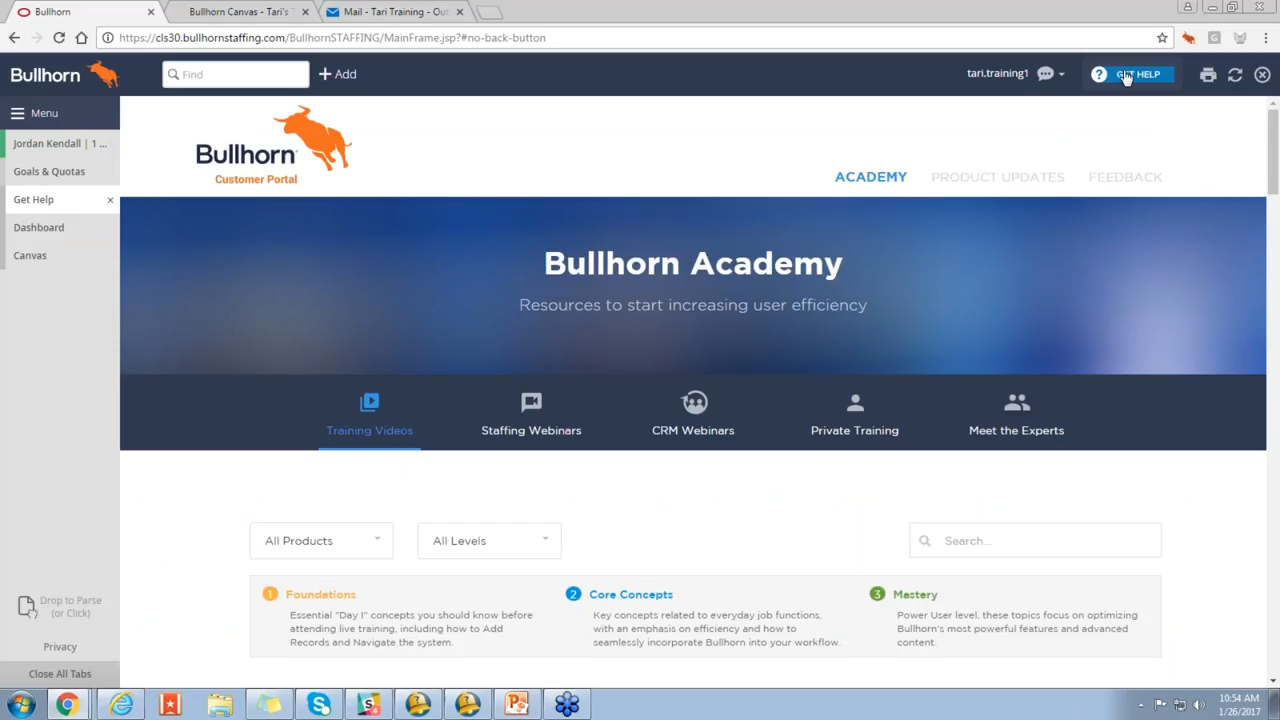 Bullhorn
Bullhorn Canvas - Tari's
Mail - Tari Training - Out
https://cls30.bullhornstaffing.com/BullhornSTAFFING/MainFrame.jsp?#no-back-button
Bullhorn
Find
Add
tari.training1
GET HELP
Menu
Jordan Kendall | 1 ...
Goals & Quotas
Get Help
Dashboard
Canvas
Bullhorn
Customer Portal
ACADEMY
PRODUCT UPDATES
FEEDBACK
Bullhorn Academy
Resources to start increasing user efficiency
Training Videos
Staffing Webinars
CRM Webinars
Private Training
Meet the Experts
All Products
All Levels
Search...
1 Foundations
Essential "Day I" concepts you should know before
attending live training, including how to Add
Records and Navigate the system.
2 Core Concepts
Key concepts related to everyday job functions,
with an emphasis on efficiency and how to
seamlessly incorporate Bullhorn into your workflow.
3 Mastery
Power User level, these topics focus on optimizing
Bullhorn's most powerful features and advanced
content.
Drop to Parse
(or Click)
Privacy
Close All Tabs
10:54 AM
1/26/2017